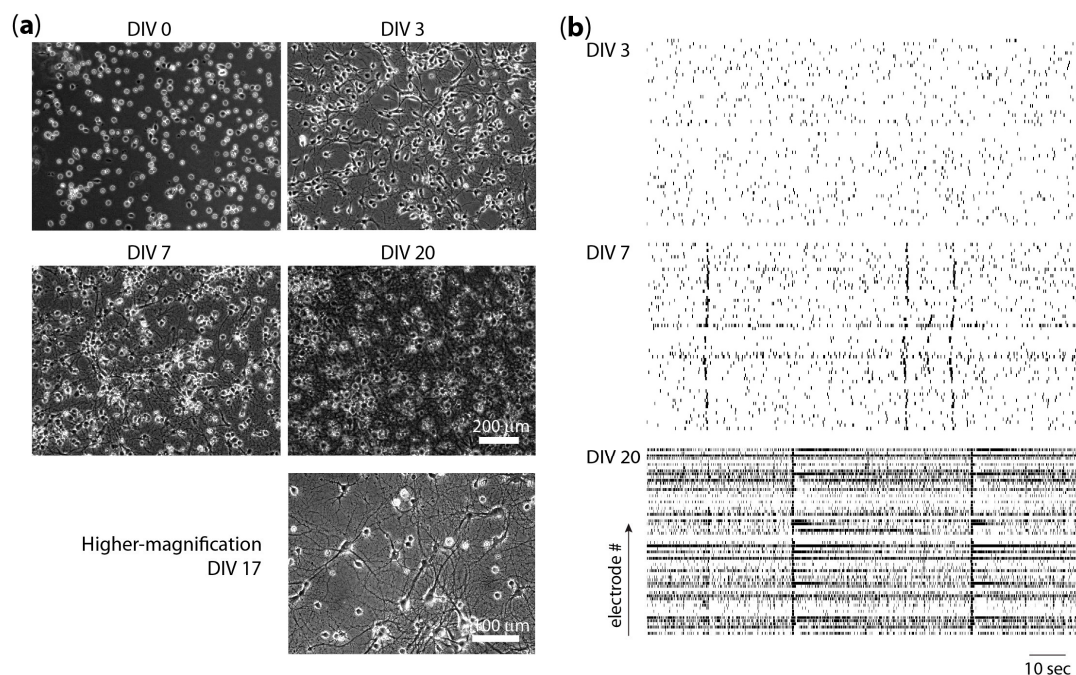 (a)
DIV 0
DIV 3
DIV 7
DIV 20
200 μm
Higher-magnification
DIV 17
100 μm
(b)
DIV 3
DIV 7
DIV 20
electrode #
10 sec